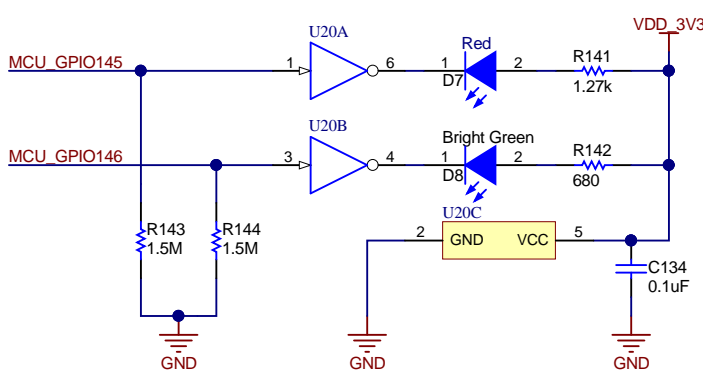 U20A
VDD_3V3
MCU_GPIO145
1
6
1
Red
D7
2
R141
1.27k
MCU_GPIO146
U20B
3
4
1
Bright Green
D8
2
R142
680
R143
1.5M
R144
1.5M
U20C
2
GND
VCC
5
C134
0.1uF
GND
GND
GND